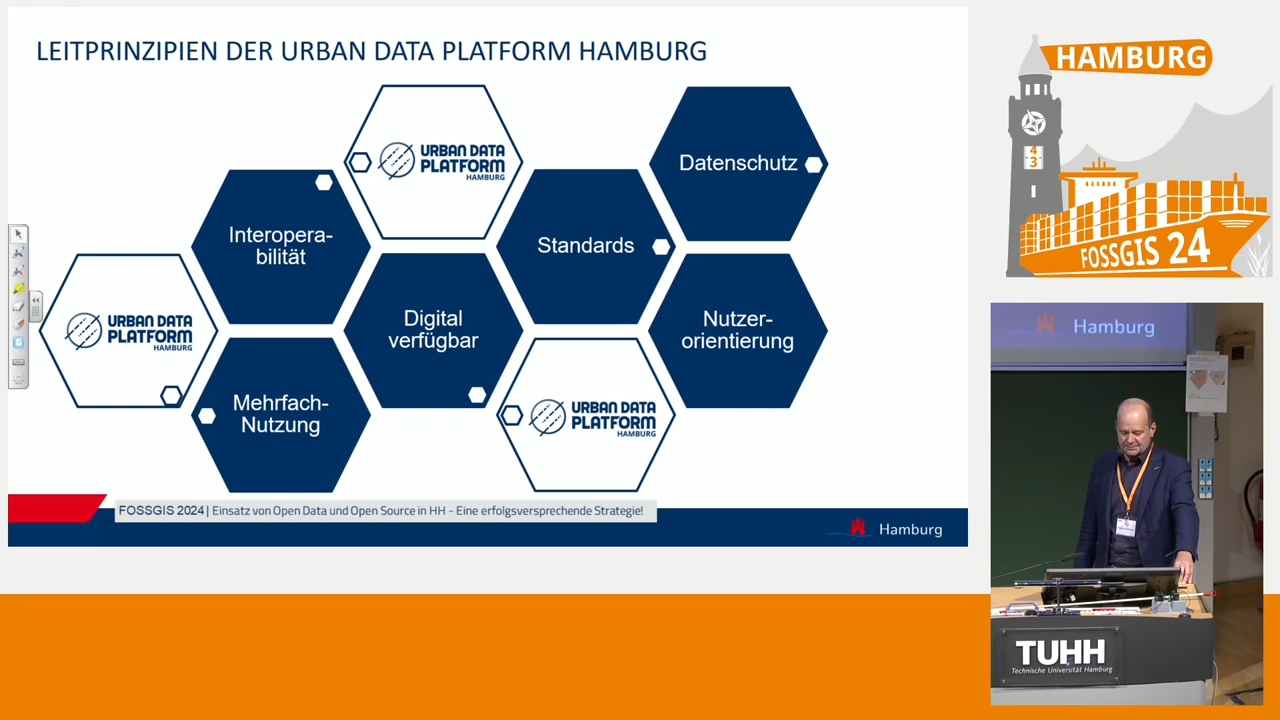 LEITPRINZIPIEN DER URBAN DATA PLATFORM HAMBURG
URBAN DATA
PLATFORM
HAMBURG
Datenschutz
Interopera-
bilität
Standards
URBAN DATA
PLATFORM
HAMBURG
Digital
verfügbar
Nutzer-
orientierung
Mehrfach-
Nutzung
URBAN DATA
PLATFORM
HAMBURG
FOSSGIS 2024 | Einsatz von Open Data und Open Source in HH - Eine erfolgsversprechende Strategie!
Hamburg
HAMBURG
4
3
FOSSGIS 24
Hamburg
TUHH
Technische Universität Hamburg